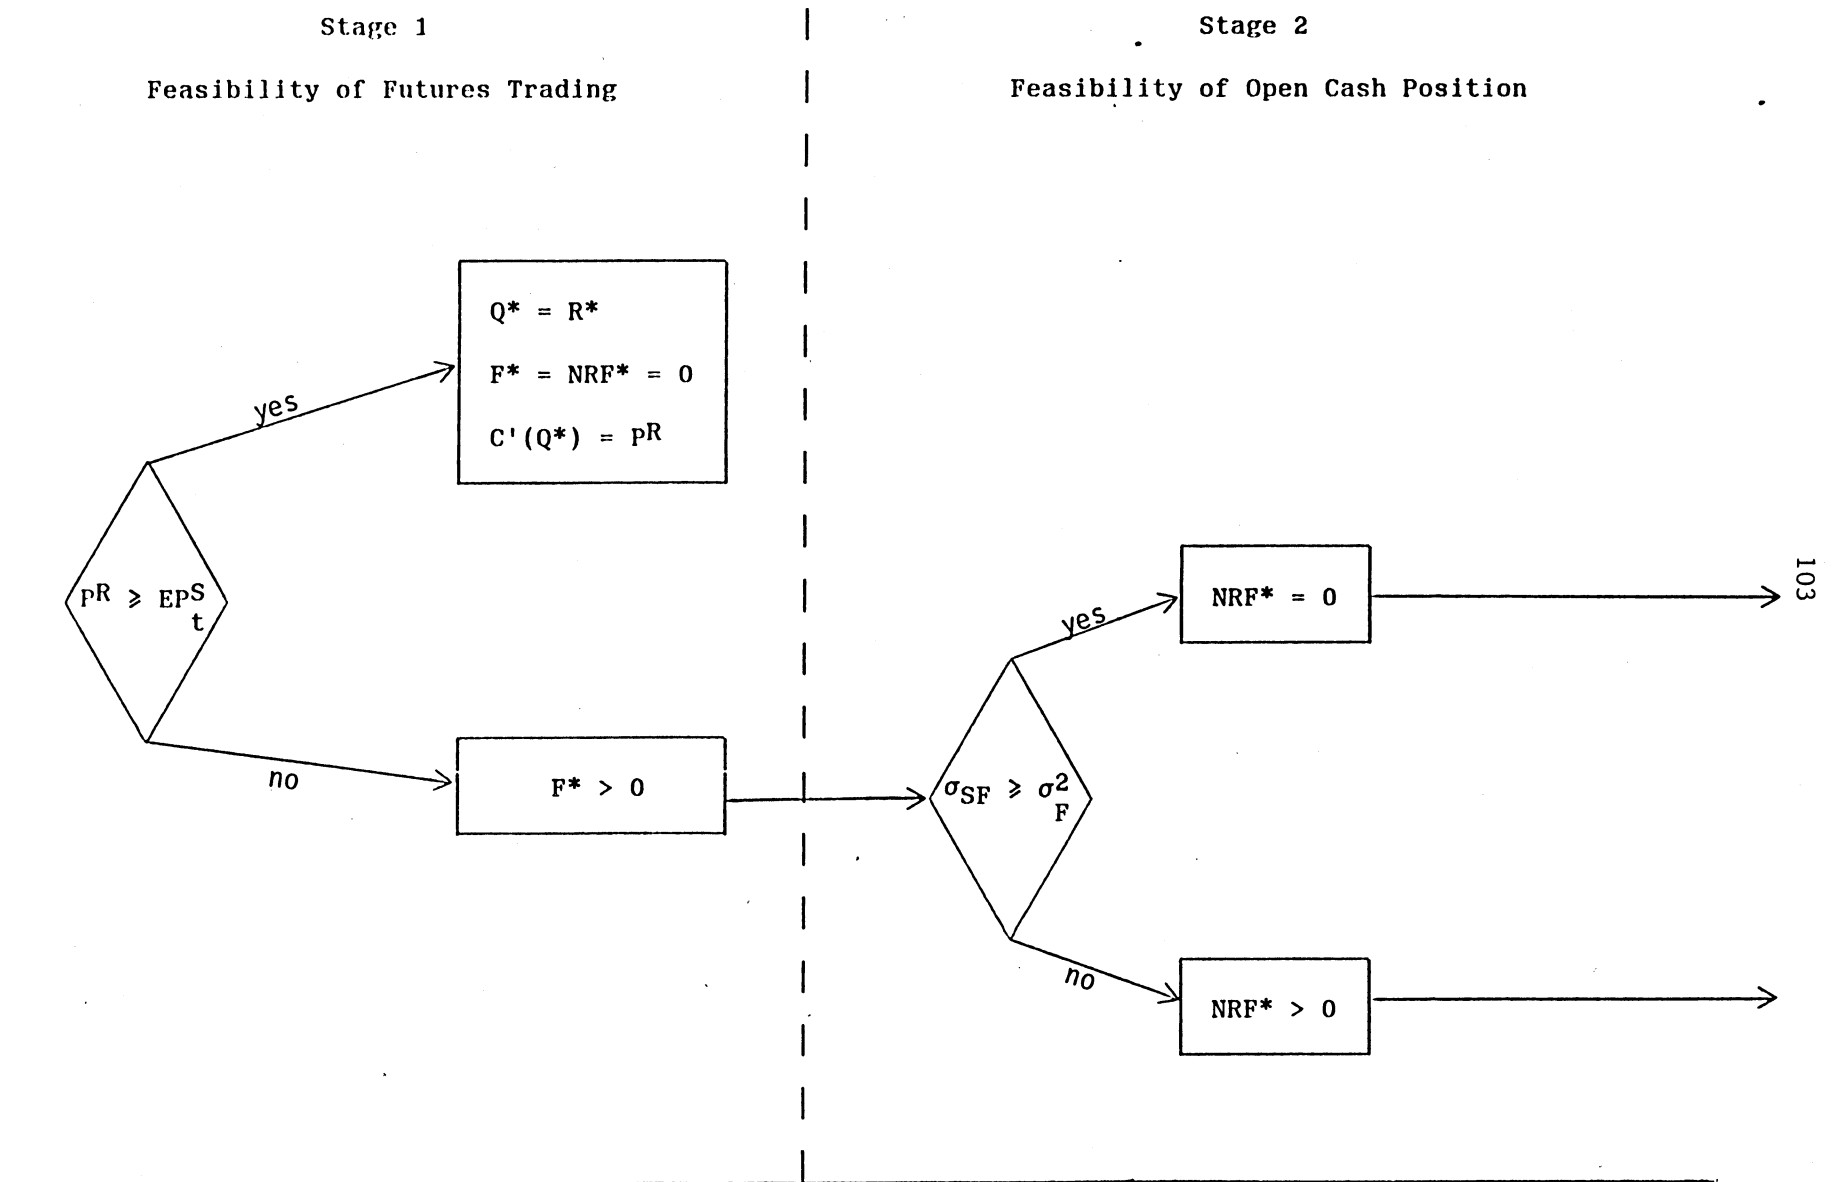 Stage 1
Feasibility of Futures Trading
Stage 2
Feasibility of Open Cash Position
Q* = R*
F* = NRF* = 0
C'(Q*) = Pᴿ
yes
Pᴿ ⩾ EPˢₜ
no
F* > 0
yes
NRF* = 0
σSF ⩾ σ²F
no
NRF* > 0
103